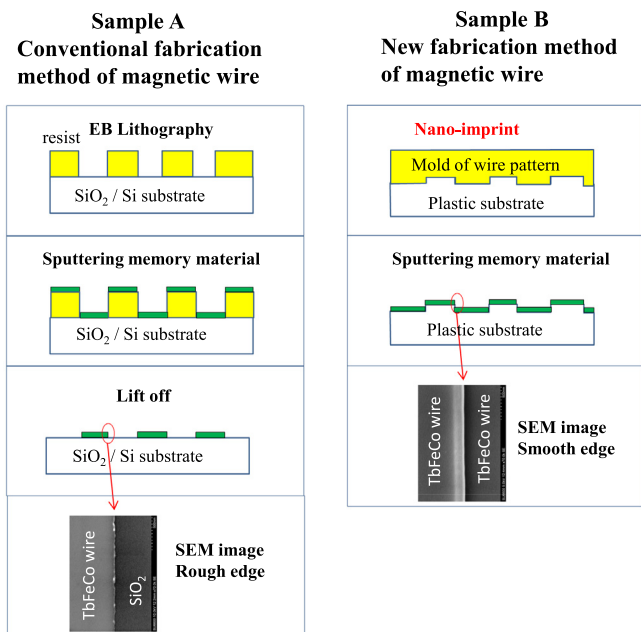 Sample A
Conventional fabrication
method of magnetic wire
EB Lithography
resist
SiO₂ / Si substrate
Sputtering memory material
SiO₂ / Si substrate
Lift off
SiO₂ / Si substrate
TbFeCo wire
SiO₂
SEM image
Rough edge
Sample B
New fabrication method
of magnetic wire
Nano-imprint
Mold of wire pattern
Plastic substrate
Sputtering memory material
Plastic substrate
TbFeCo wire
TbFeCo wire
SEM image
Smooth edge